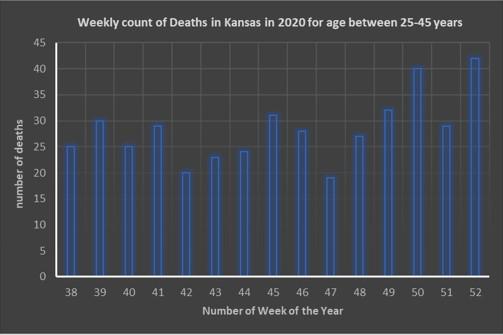 Weekly count of Deaths in Kansas in 2020 for age between 25-45 years
number of deaths
45
40
35
30
25
20
15
10
5
0
38 39 40 41 42 43 44 45 46 47 48 49 50 51 52
Number of Week of the Year